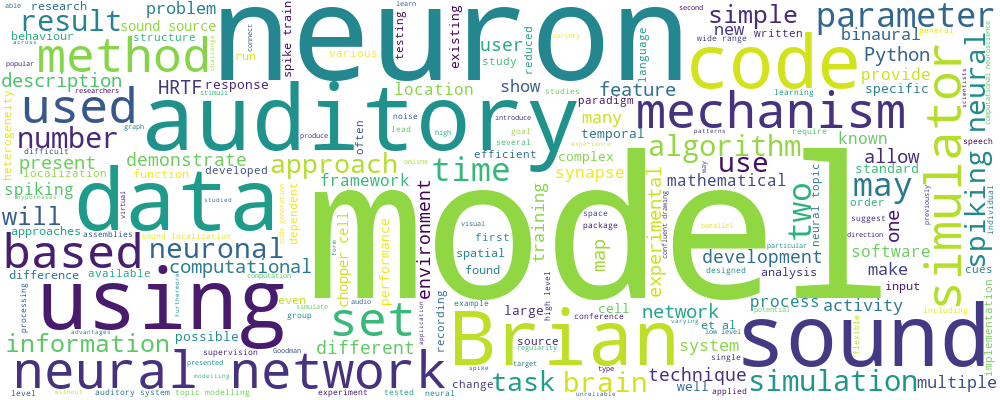 able
research
problem
sound source
result
behaviour
structure
across
method
popular
description
researchers
neuron
spike train
run
various
testing
existing
user
study
reduced
language
learn
connect
variety
simple
new
written
second
wide range
parameter
binaural
Python
provide
specific
general
challenge
computational neuroscience
scientists
simulator
spiking neural
used
HRTF
response
stimuli
location
show
feature
code
heterogeneity
number
difficult
graph
auditory
noise
produce
often
lead
high
introduce
goal
several
studies
paradigm
many
temporal
efficient
experience
mechanism
learning
patterns
require
algorithm
known
standard
speech
individual
present
localization
hypotheses
demonstrate
function
developed
approach
framework
online
time
complex
synapse
use
mathematical
allow
spiking
will
approaches
studied
virtual
assemblies
data
code generation
dependent
model
may
two
one
order
suggest
previously
direction
neural topic
based
neuronal
sound localization
computational
chopper cell
performance
environment
visual
first
spatial
found
training
space
package
map
experimental
confluent drawing
may
parallel
particular
development
designed
analysis
software
make
input
cues
implementation
including
difference
available
computation
form
using
processing
information
possible
Furthermore
simulate
even
group
audio
set
different
application
recording
Brian
example
large
conference
source
regularity
high level
cell
network
varying
et al
low level
system
process
activity
potential
flexible
sound
advantages
supervision
Goodman
presented
modelling
neural network
level
without
auditory system
topic modelling
experiment
tested
neural
change
spike
target
type
task
unreliable
brain
single
technique
well
applied
simulation
multiple